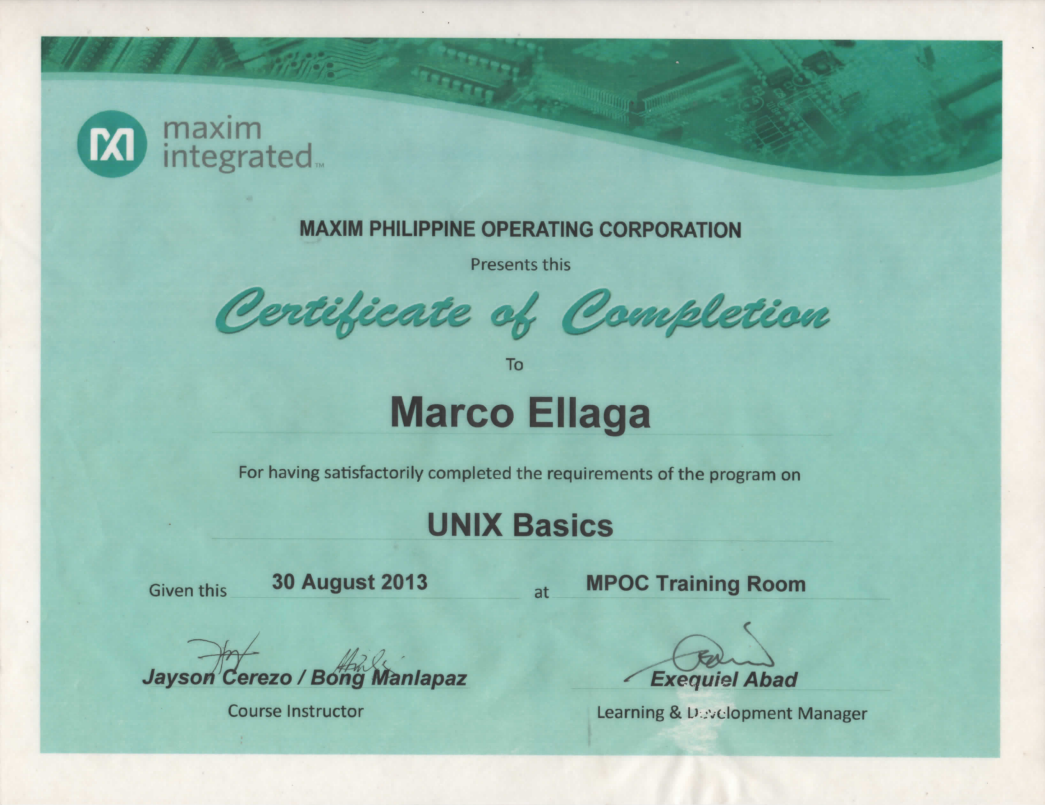 maxim
integrated™
MAXIM PHILIPPINE OPERATING CORPORATION
Presents this
Certificate of Completion
To
Marco Ellaga
For having satisfactorily completed the requirements of the program on
UNIX Basics
Given this 30 August 2013 at MPOC Training Room
Jayson Cerezo / Bong Manlapaz
Exequiel Abad
Course Instructor
Learning & Development Manager